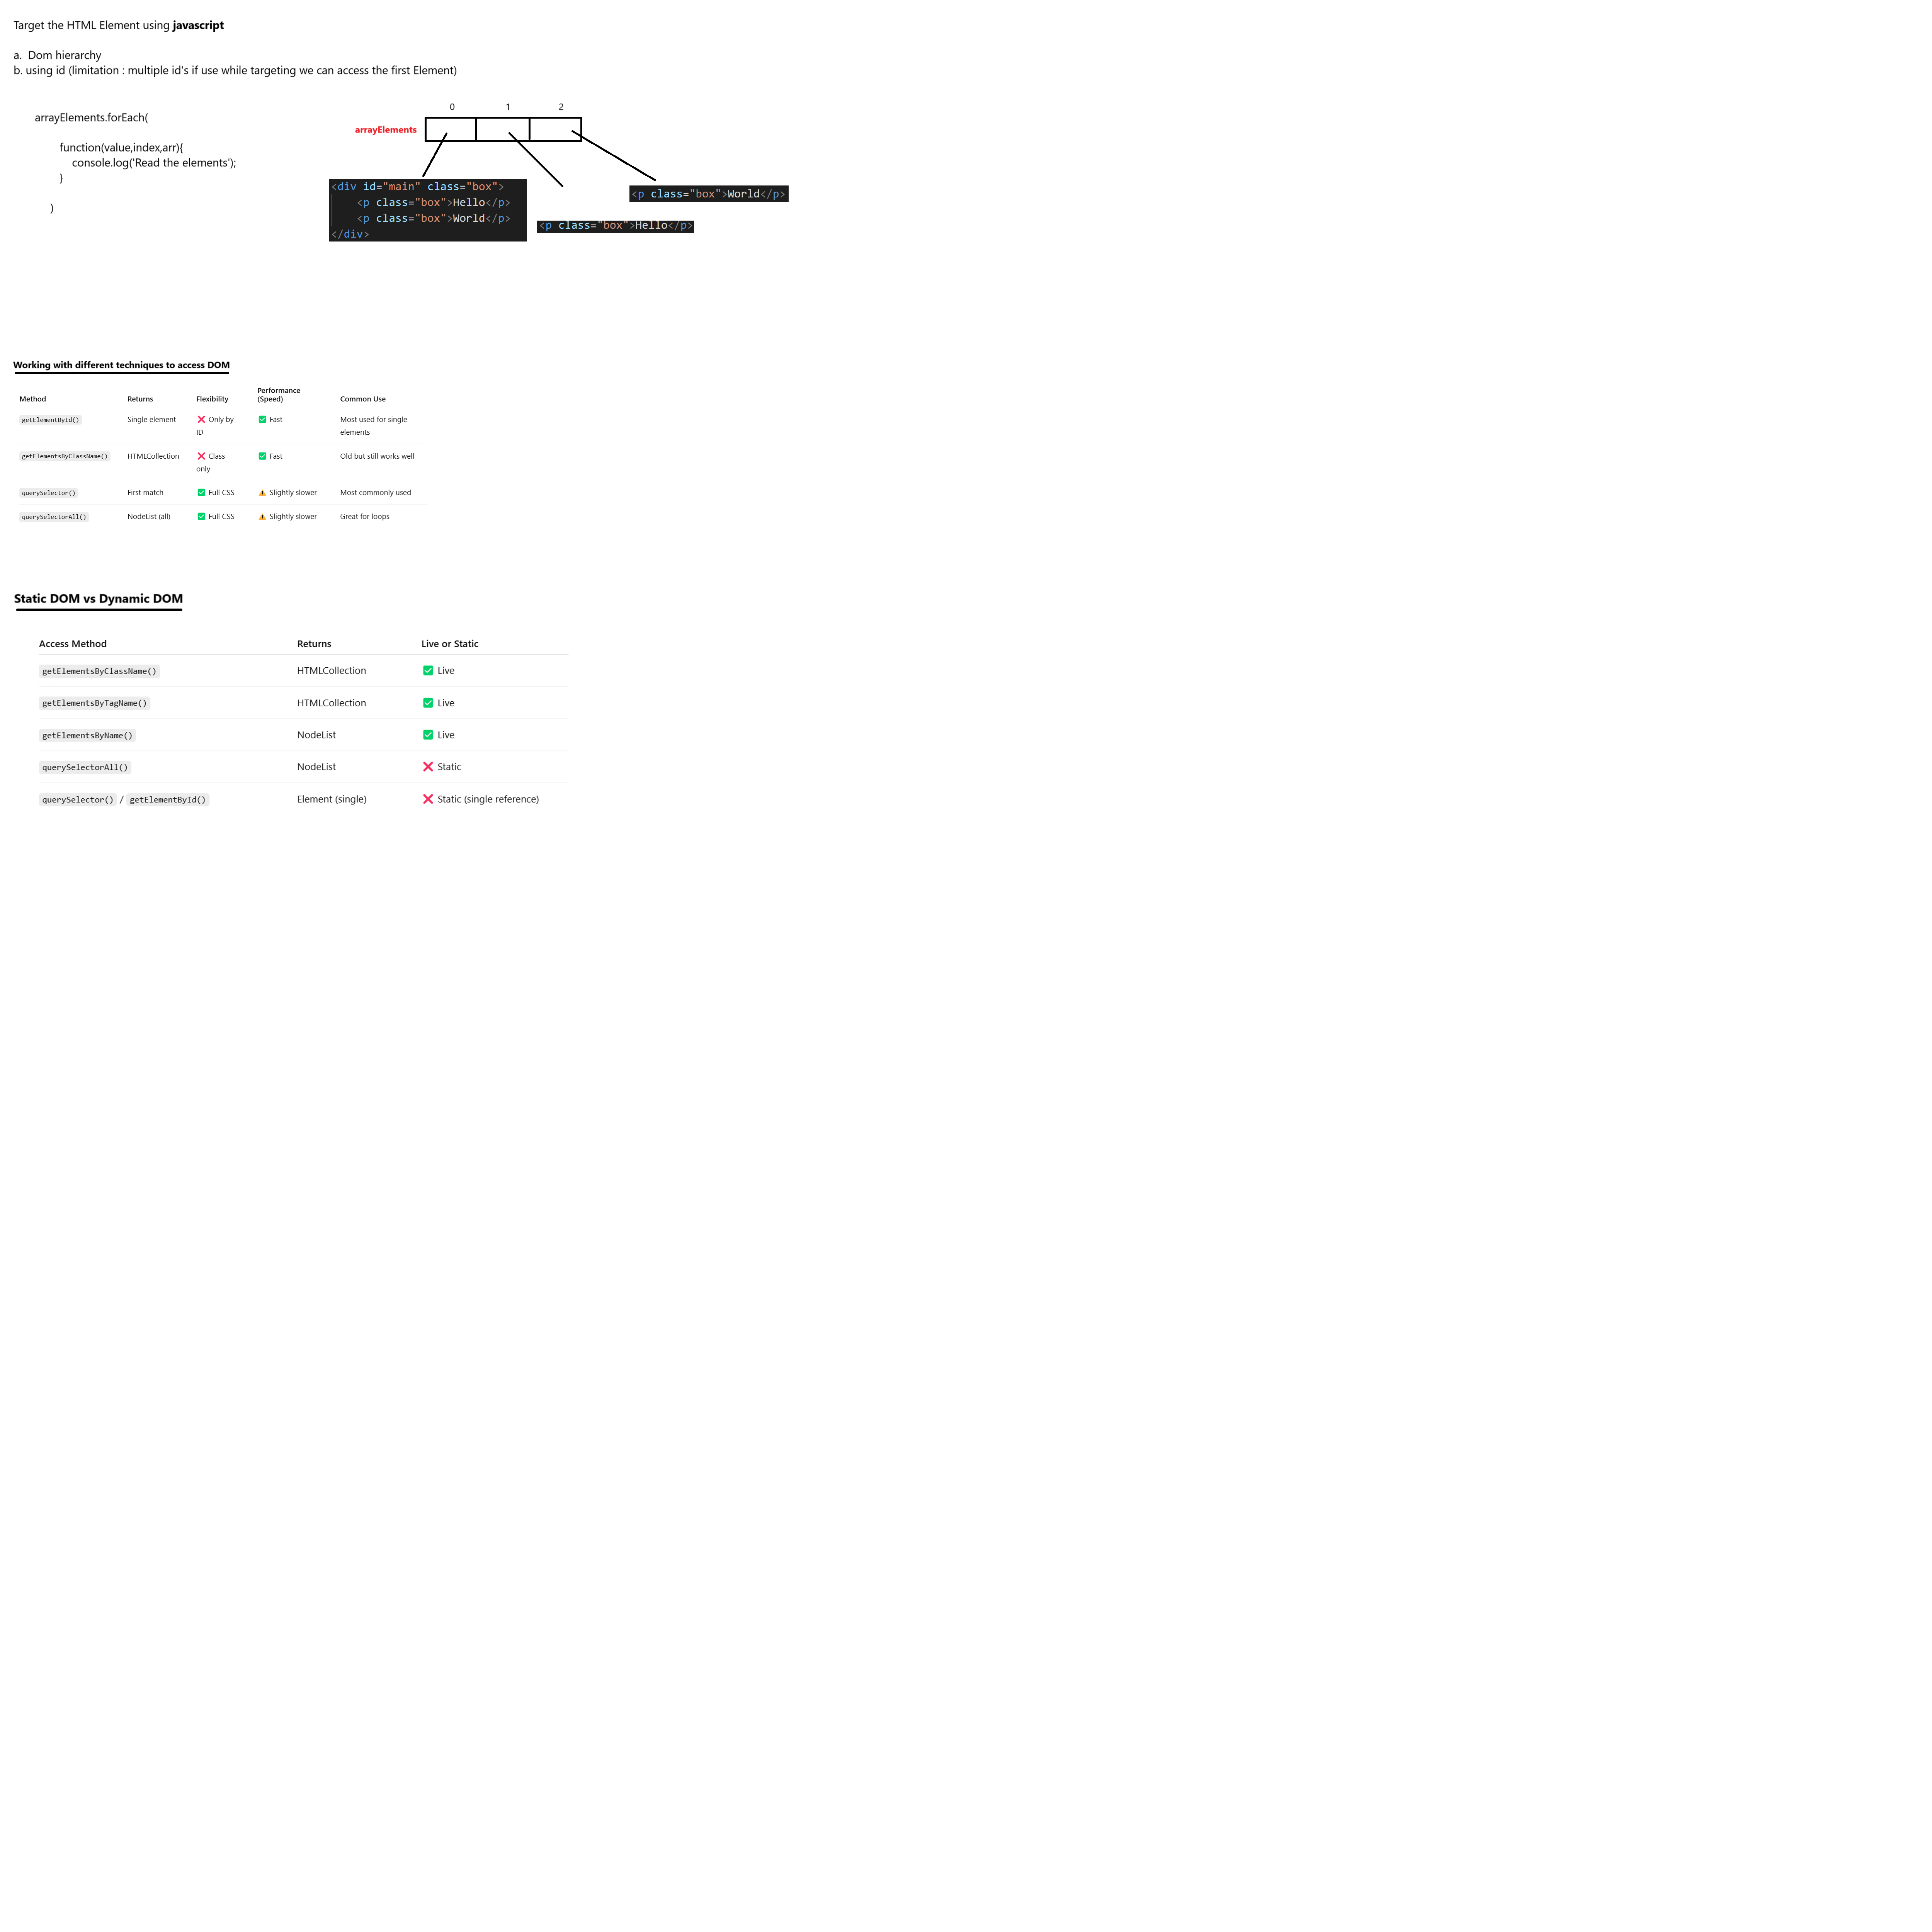 Target the HTML Element using javascript
a. Dom hierarchy
b. using id (limitation : multiple id's if use while targeting we can access the first Element)
arrayElements.forEach(
function(value,index,arr){
console.log('Read the elements');
}
)
0 1 2
arrayElements
<div id="main" class="box">
<p class="box">Hello</p>
<p class="box">World</p>
</div>
<p class="box">Hello</p>
<p class="box">World</p>
Working with different techniques to access DOM
Method Returns Flexibility Performance (Speed) Common Use
getElementById() Single element ❌ Only by ID ✅ Fast Most used for single elements
getElementsByClassName() HTMLCollection ❌ Class only ✅ Fast Old but still works well
querySelector() First match ✅ Full CSS ⚠️ Slightly slower Most commonly used
querySelectorAll() NodeList (all) ✅ Full CSS ⚠️ Slightly slower Great for loops
Static DOM vs Dynamic DOM
Access Method Returns Live or Static
getElementsByClassName() HTMLCollection ✅ Live
getElementsByTagName() HTMLCollection ✅ Live
getElementsByName() NodeList ✅ Live
querySelectorAll() NodeList ❌ Static
querySelector() / getElementById() Element (single) ❌ Static (single reference)